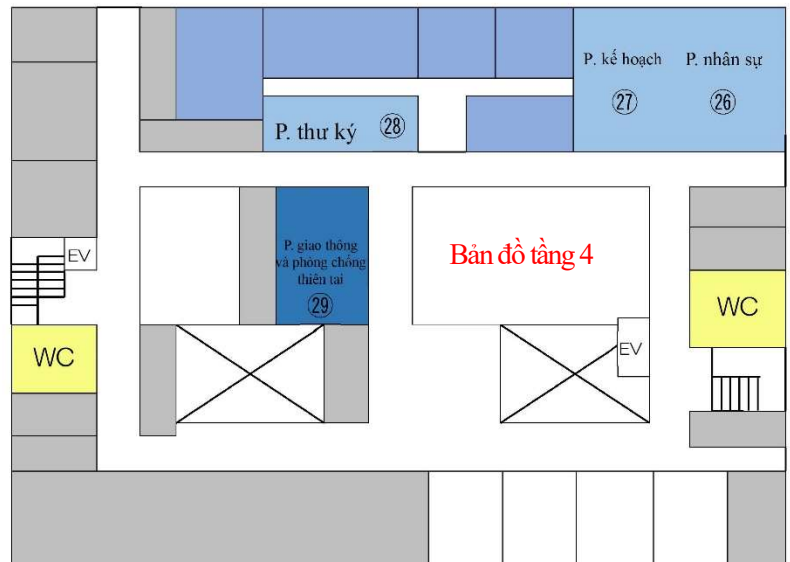 P. kế hoạch
㉗
P. nhân sự
㉖
P. thư ký ㉘
P. giao thông
và phòng chống
thiên tai
㉙
Bản đồ tầng 4
EV
WC
WC
EV